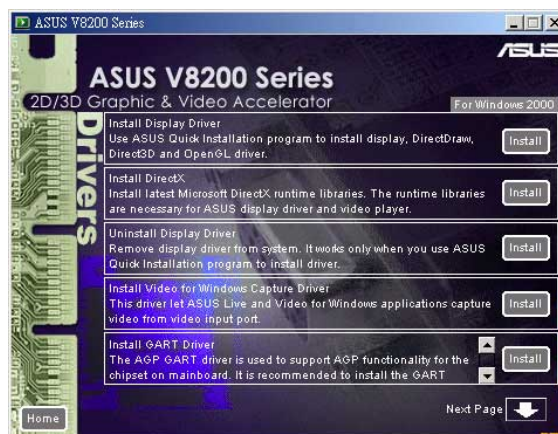 ASUS V8200 Series
ASUS
ASUS V8200 Series
2D/3D Graphic & Video Accelerator
For Windows 2000
Drivers
Install Display Driver
Use ASUS Quick Installation program to install display, DirectDraw,
Direct3D and OpenGL driver.
Install
Install DirectX
Install latest Microsoft DirectX runtime libraries. The runtime libraries
are necessary for ASUS display driver and video player.
Install
Uninstall Display Driver
Remove display driver from system. It works only when you use ASUS
Quick Installation program to install driver.
Install
Install Video for Windows Capture Driver
This driver let ASUS Live and Video for Windows applications capture
video from video input port.
Install
Install GART Driver
The AGP GART driver is used to support AGP functionality for the
chipset on mainboard. It is recommended to install the GART
Install
Next Page
Home